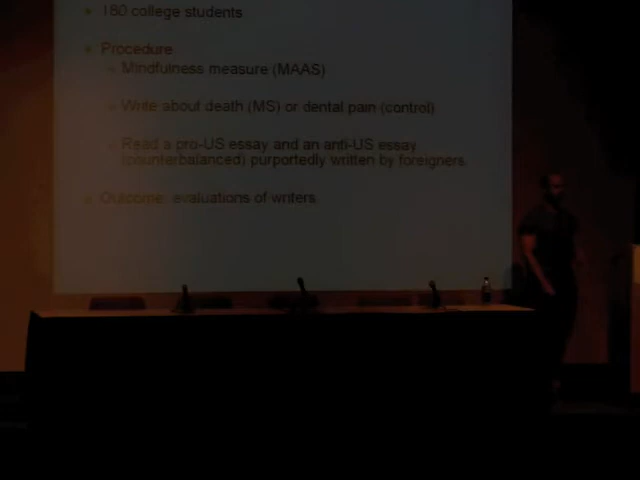 180 college students
Procedure
Mindfulness measure (MAAS)
Write about death (MS) or dental pain (control)
Read a pro-US essay and an anti-US essay
(counterbalanced) purportedly written by foreigners
Outcome: evaluations of writers